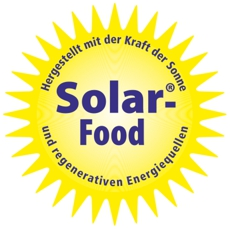 Hergestellt mit der Kraft der Sonne
Solar-®
Food
und regenerativen Energiequellen